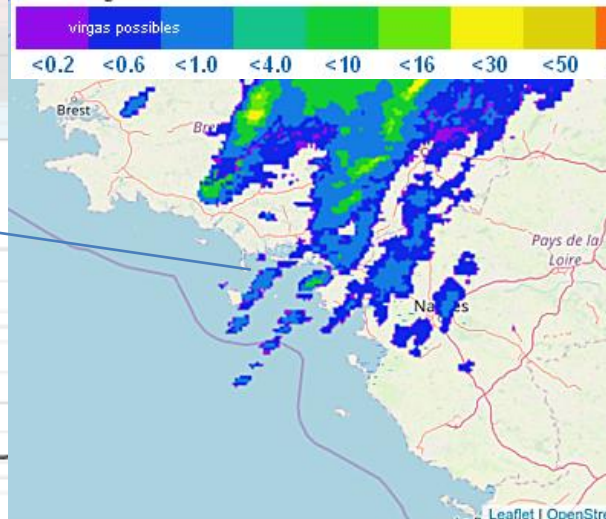 virgas possibles
<0.2 <0.6 <1.0 <4.0 <10 <16 <30 <50
Brest
Pays de la
Loire
Leaflet | OpenStre